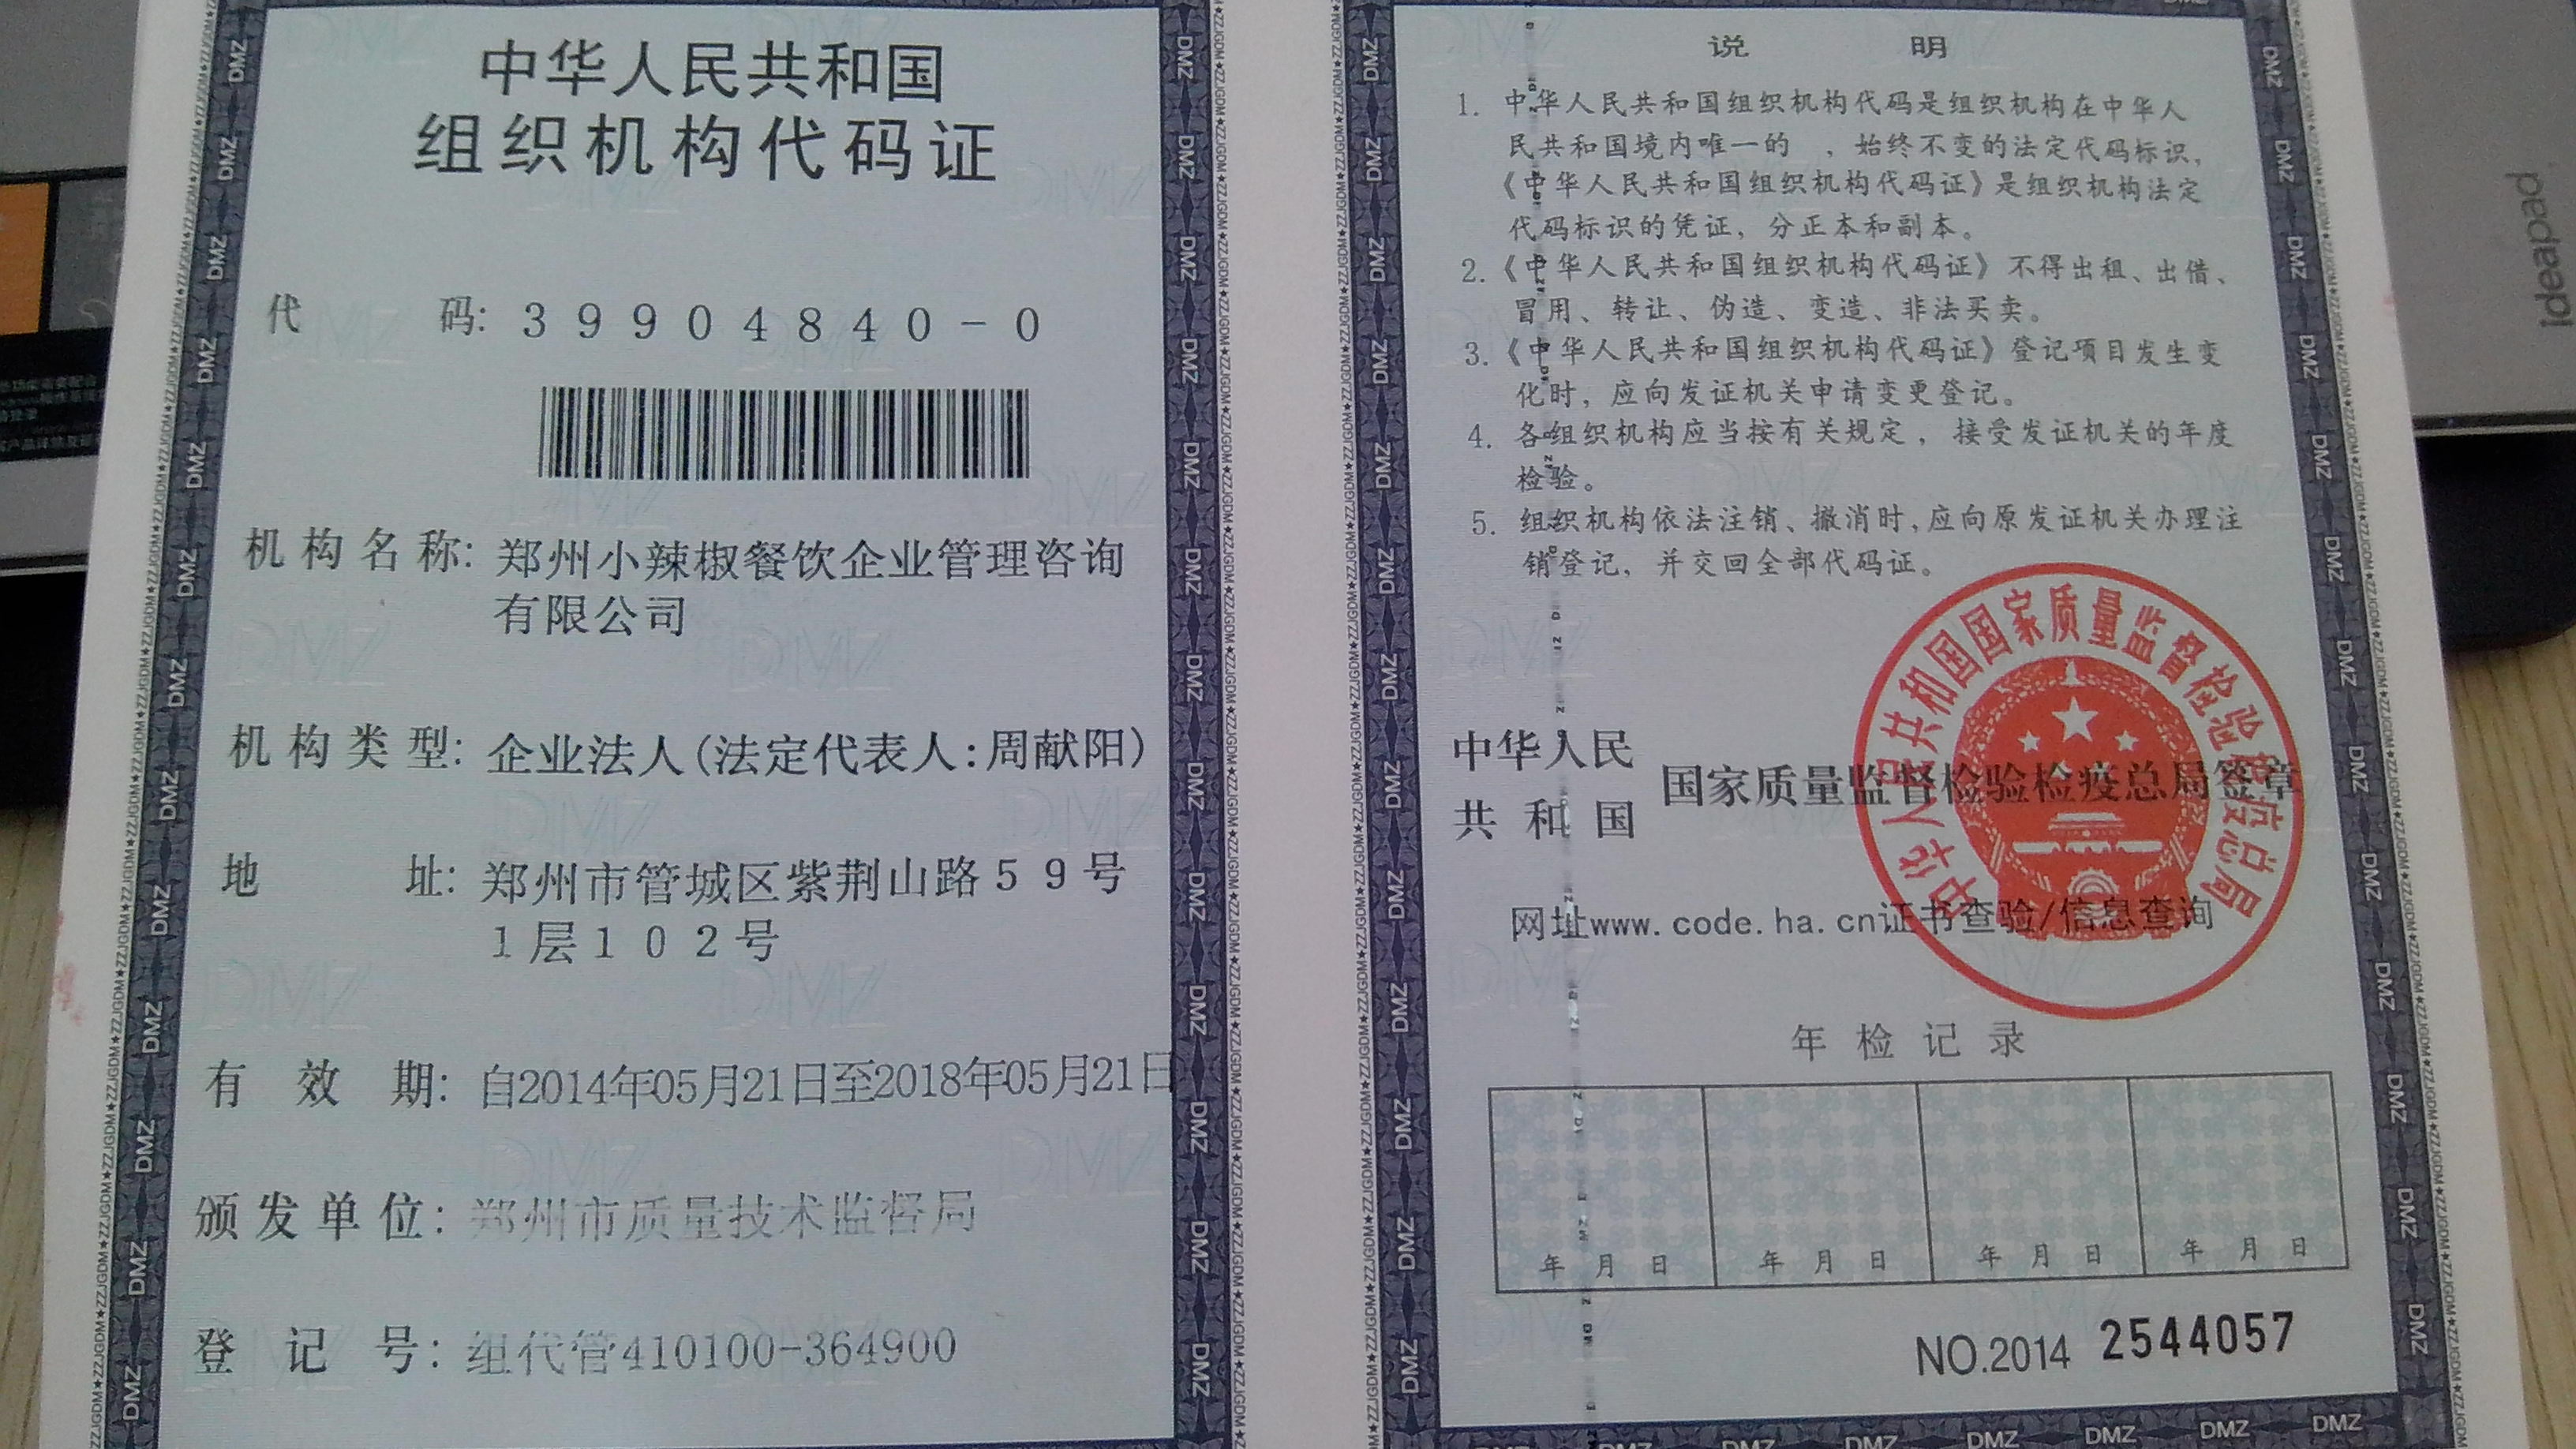 中华人民共和国
组织机构代码证
代 码: 39904840-0
机构名称: 郑州小辣椒餐饮企业管理咨询
有限公司
机构类型: 企业法人(法定代表人:周献阳)
地 址: 郑州市管城区紫荆山路59号
1层102号
有 效 期: 自2014年05月21日至2018年05月21日
颁发单位: 郑州市质量技术监督局
登 记 号: 组代管410100-364900
说 明
1. 中华人民共和国组织机构代码是组织机构在中华人
民共和国境内唯一的 ，始终不变的法定代码标识，
《中华人民共和国组织机构代码证》是组织机构法定
代码标识的凭证，分正本和副本。
2.《中华人民共和国组织机构代码证》不得出租、出借、
冒用、转让、伪造、变造、非法买卖。
3.《中华人民共和国组织机构代码证》登记项目发生变
化时，应向发证机关申请变更登记。
4. 各组织机构应当按有关规定，接受发证机关的年度
检验。
5. 组织机构依法注销、撤消时,应向原发证机关办理注
销登记，并交回全部代码证。
中华人民
共和国
国家质量监督检验检疫总局签章
中华人民共和国国家质量监督检验检疫总局
网址www.code.ha.cn证书查验/信息查询
年检记录
年 月 日 年 月 日 年 月 日 年 月 日
NO.2014 2544057
ideapad